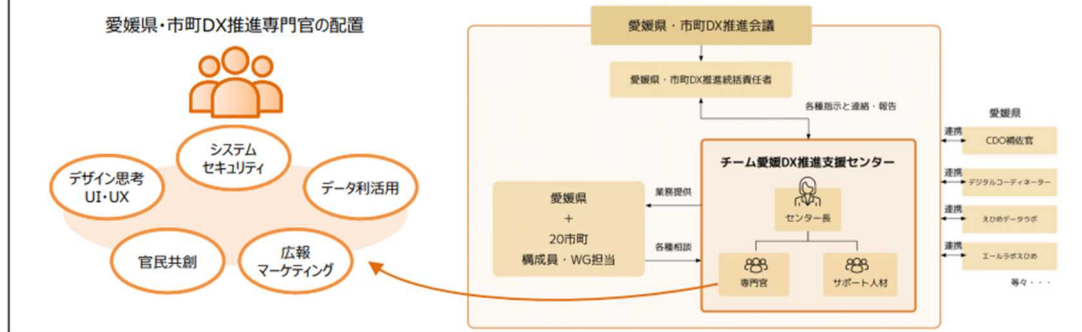 愛媛県・市町DX推進専門官の配置
システム
セキュリティ
デザイン思考
UI・UX
データ利活用
官民共創
広報
マーケティング
愛媛県・市町DX推進会議
愛媛県・市町DX推進統括責任者
各種指示と連絡・報告
チーム愛媛DX推進支援センター
センター長
専門官
サポート人材
愛媛県
+
20市町
構成員・WG担当
業務提供
各種相談
愛媛県
連携
CDO補佐官
連携
デジタルコーディネーター
連携
えひめデータラボ
連携
エールラボえひめ
等々・・・